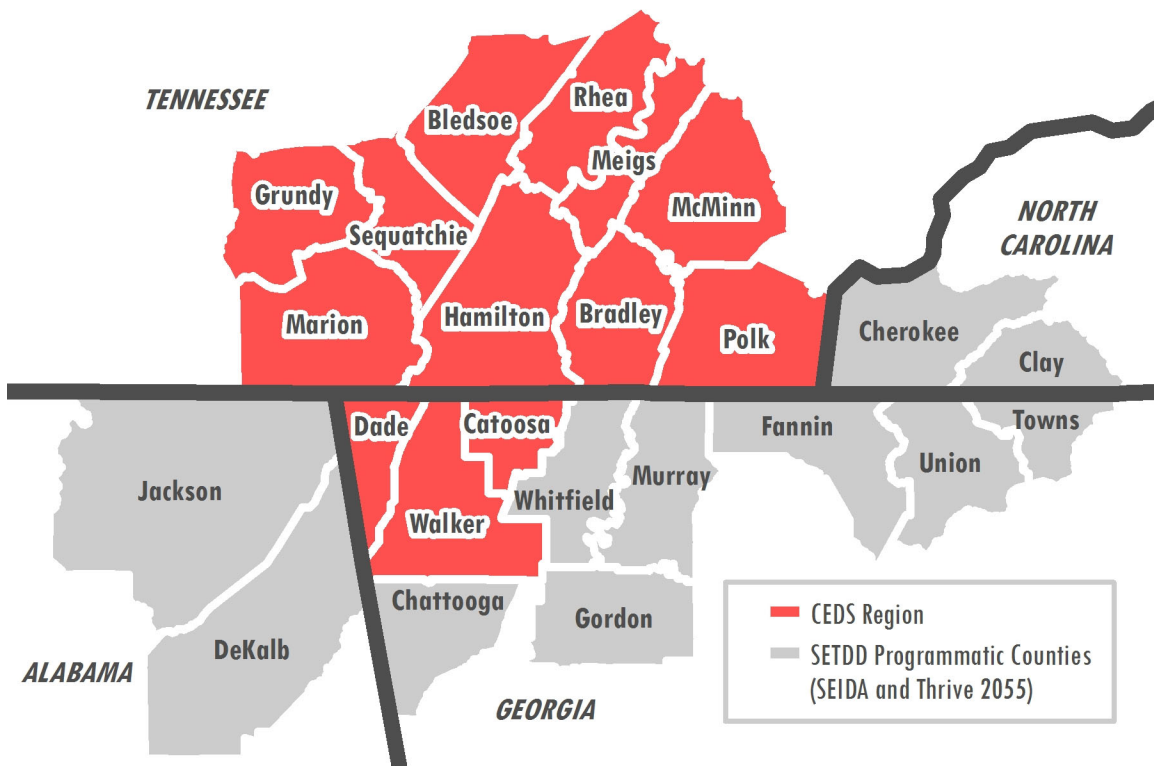 TENNESSEE
Rhea
Bledsoe
Meigs
Grundy
McMinn
Sequatchie
NORTH
CAROLINA
Marion
Hamilton
Bradley
Polk
Cherokee
Clay
Dade
Catoosa
Fannin
Towns
Jackson
Whitfield
Murray
Union
Walker
Chattooga
Gordon
DeKalb
ALABAMA
GEORGIA
CEDS Region
SETDD Programmatic Counties
(SEIDA and Thrive 2055)